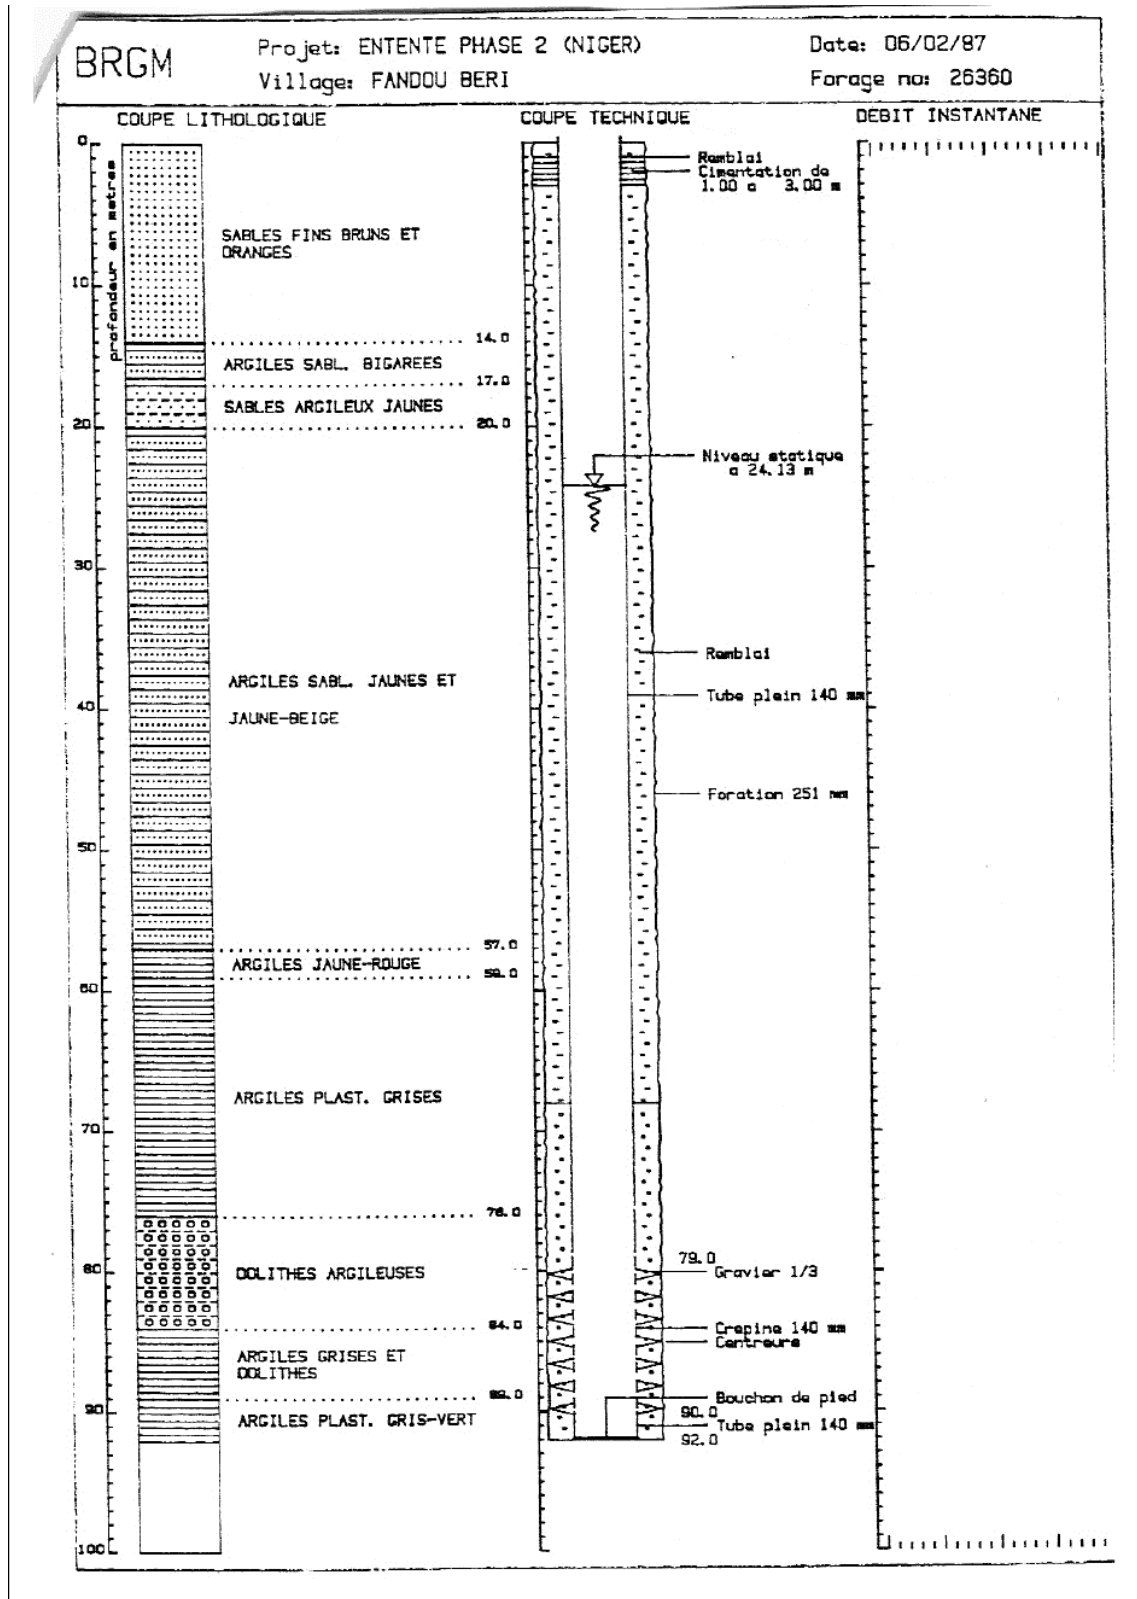 BRGM
Projet: ENTENTE PHASE 2 (NIGER)
Village: FANDOU BERI
Date: 06/02/87
Forage no: 26360
COUPE LITHOLOGIQUE
COUPE TECHNIQUE
DEBIT INSTANTANE
profondeur en metres
0
10
20
30
40
50
60
70
80
90
100
SABLES FINS BRUNS ET
ORANGES
14.0
ARGILES SABL. BIGAREES
17.0
SABLES ARGILEUX JAUNES
20.0
ARGILES SABL. JAUNES ET
JAUNE-BEIGE
57.0
ARGILES JAUNE-ROUGE
59.0
ARGILES PLAST. GRISES
76.0
OOLITHES ARGILEUSES
84.0
ARGILES GRISES ET
OOLITHES
89.0
ARGILES PLAST. GRIS-VERT
Remblai
Cimentation de
1.00 a 3.00 m
Niveau statique
a 24.13 m
Remblai
Tube plein 140 mm
Foration 251 mm
79.0
Gravier 1/3
Crepine 140 mm
Centreurs
Bouchon de pied
90.0
Tube plein 140 mm
92.0